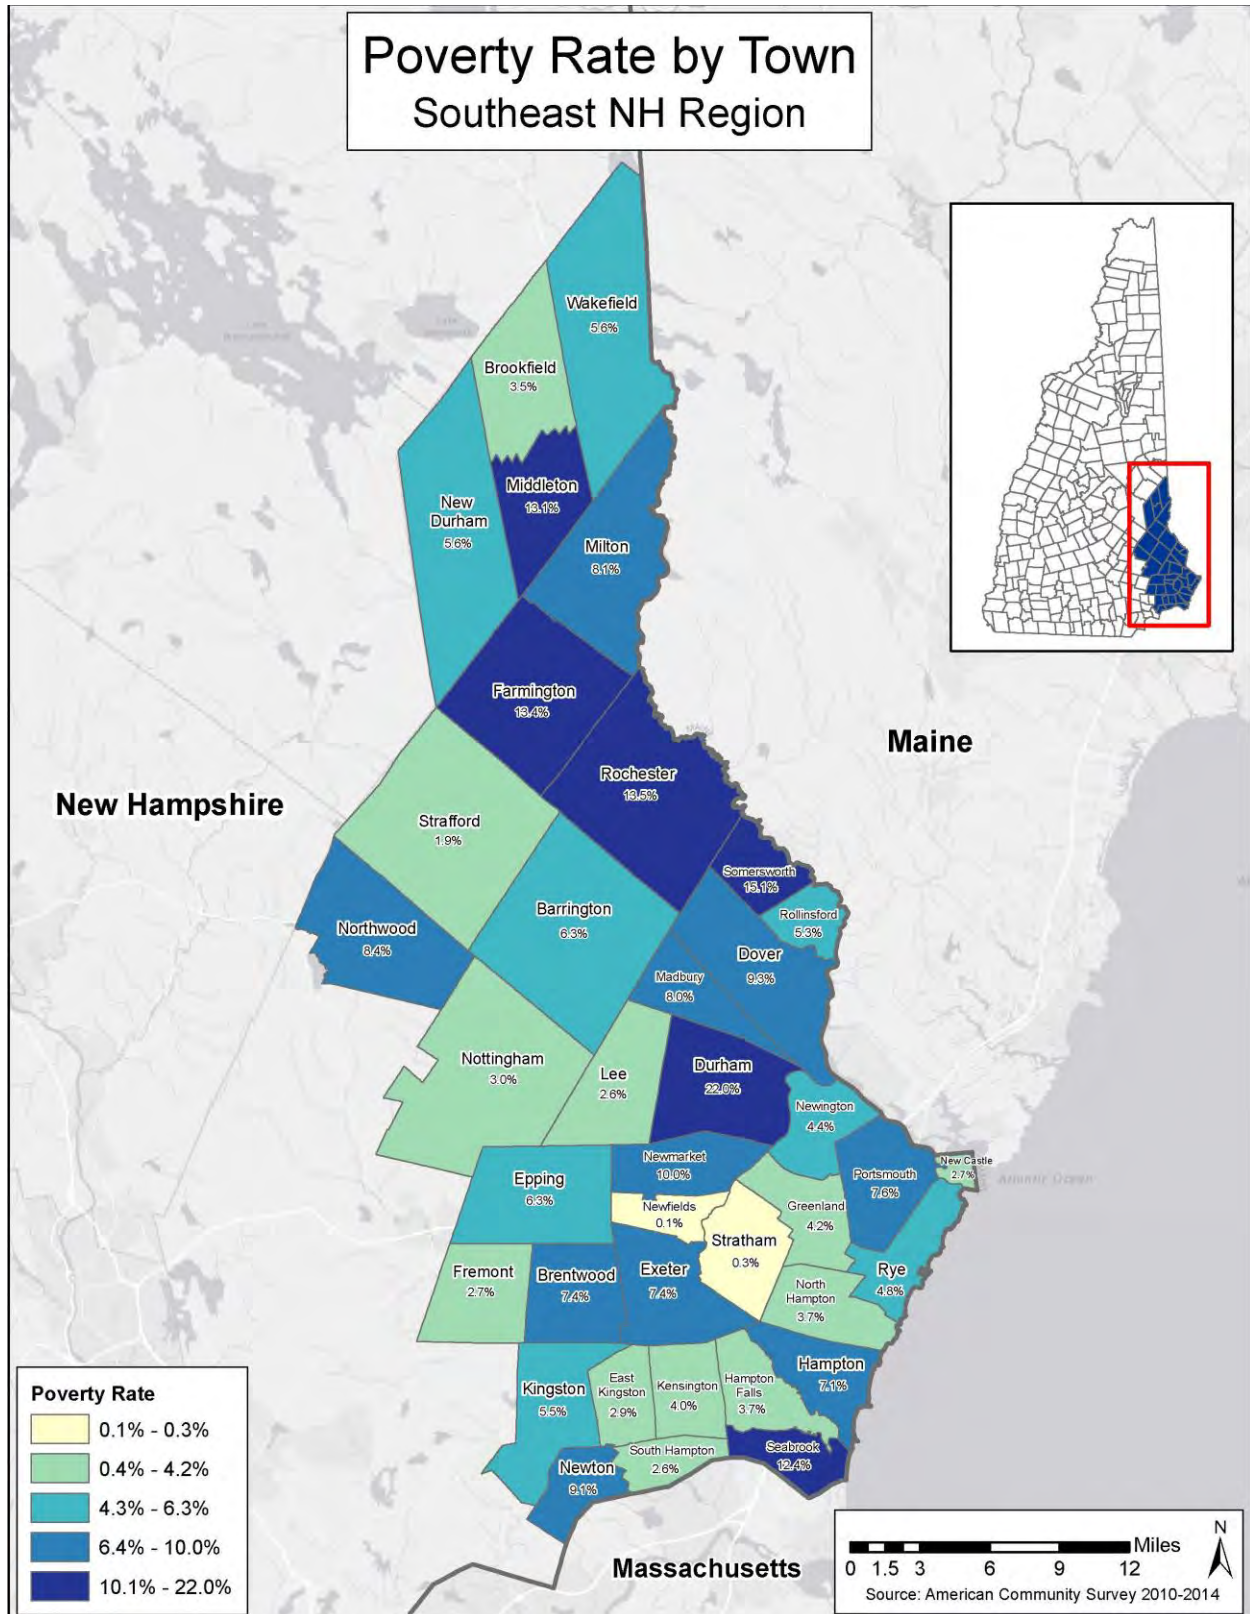 Poverty Rate by Town
Southeast NH Region
Wakefield
5.6%
Brookfield
3.5%
Middleton
13.1%
New
Durham
5.6%
Milton
8.1%
Farmington
13.4%
Maine
Rochester
13.5%
New Hampshire
Strafford
1.9%
Somersworth
15.1%
Barrington
6.3%
Rollinsford
5.3%
Northwood
8.4%
Dover
9.3%
Madbury
8.0%
Nottingham
3.0%
Lee
2.6%
Durham
22.0%
Newington
4.4%
Newmarket
10.0%
New Castle
2.7%
Atlantic Ocean
Epping
6.3%
Portsmouth
7.6%
Newfields
0.1%
Greenland
4.2%
Stratham
0.3%
Fremont
2.7%
Brentwood
7.4%
Exeter
7.4%
Rye
4.8%
North
Hampton
3.7%
Hampton
7.1%
Kingston
5.5%
East
Kingston
2.9%
Kensington
4.0%
Hampton
Falls
3.7%
South Hampton
2.6%
Seabrook
12.4%
Newton
9.1%
Massachusetts
Poverty Rate
0.1% - 0.3%
0.4% - 4.2%
4.3% - 6.3%
6.4% - 10.0%
10.1% - 22.0%
N
Miles
0 1.5 3 6 9 12
Source: American Community Survey 2010-2014